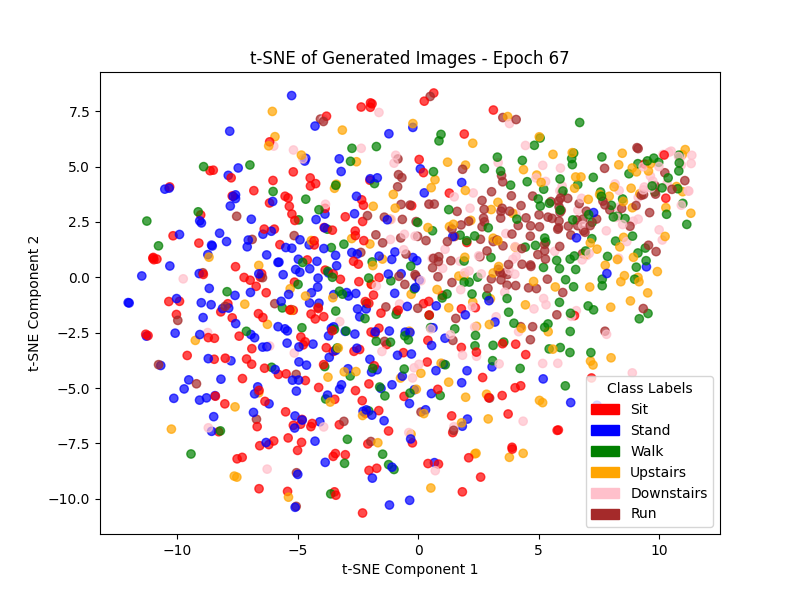 t-SNE of Generated Images - Epoch 67
7.5
5.0
2.5
0.0
−2.5
−5.0
−7.5
−10.0
t-SNE Component 2
Class Labels
Sit
Stand
Walk
Upstairs
Downstairs
Run
−10
−5
0
5
10
t-SNE Component 1